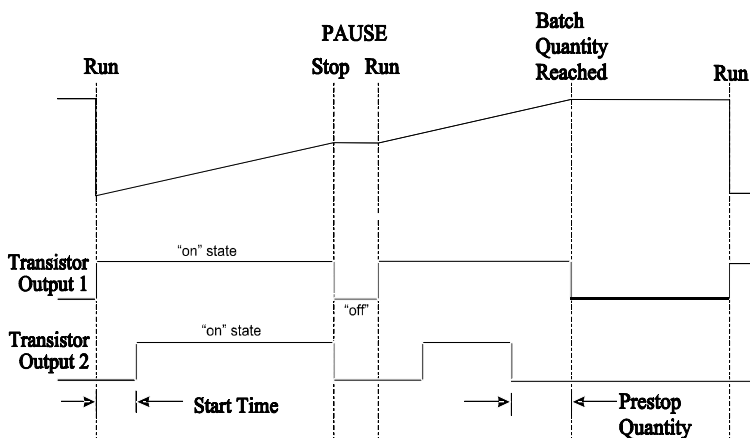 PAUSE
Batch
Quantity
Reached
Run
Stop
Run
Run
"on" state
Transistor
Output 1
"off"
"on" state
Transistor
Output 2
Start Time
Prestop
Quantity